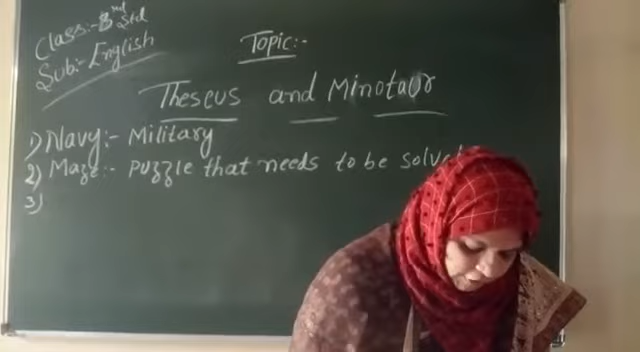 Class:- 8nd Std
Sub:- English
Topic:-
Theseus and Minotaur
1) Navy:- Military
2) Maze:- Puzzle that needs to be solved
3)